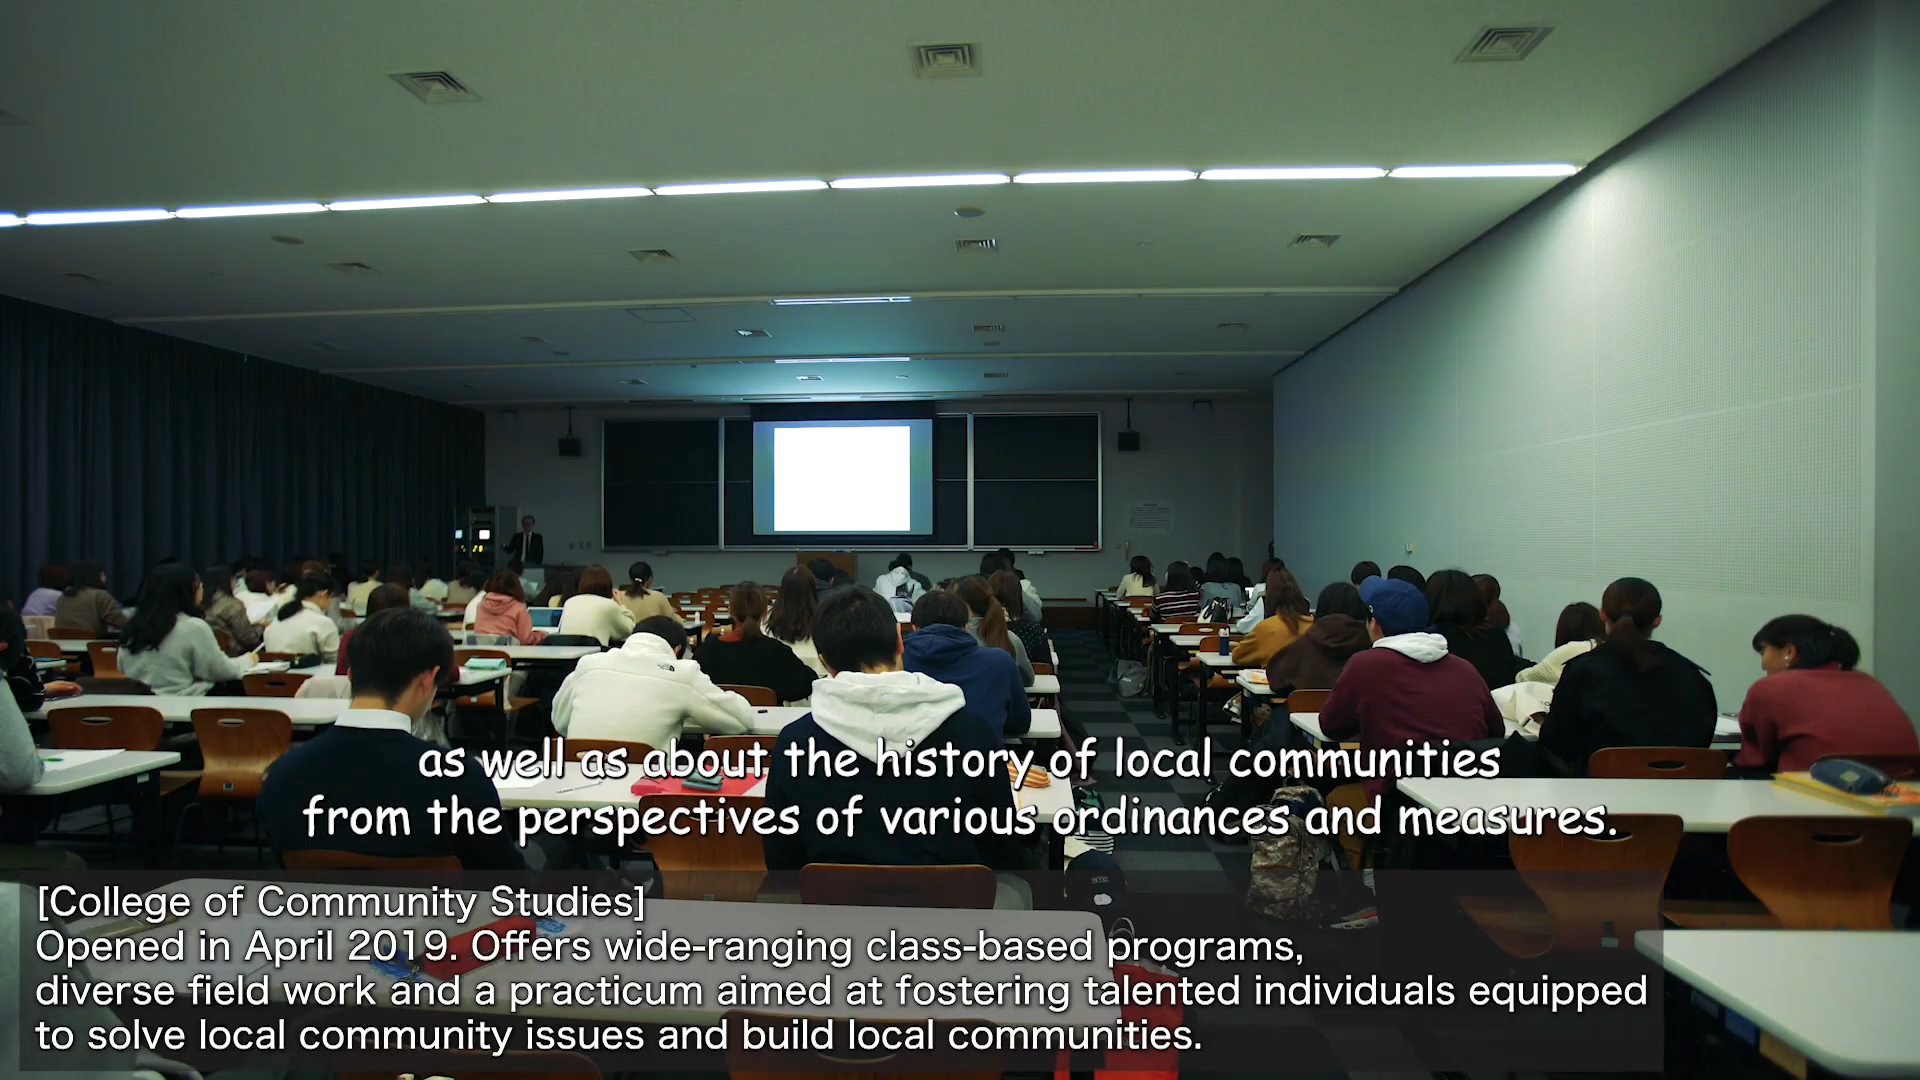 as well as about the history of local communities
from the perspectives of various ordinances and measures.
[College of Community Studies]
Opened in April 2019. Offers wide-ranging class-based programs,
diverse field work and a practicum aimed at fostering talented individuals equipped
to solve local community issues and build local communities.